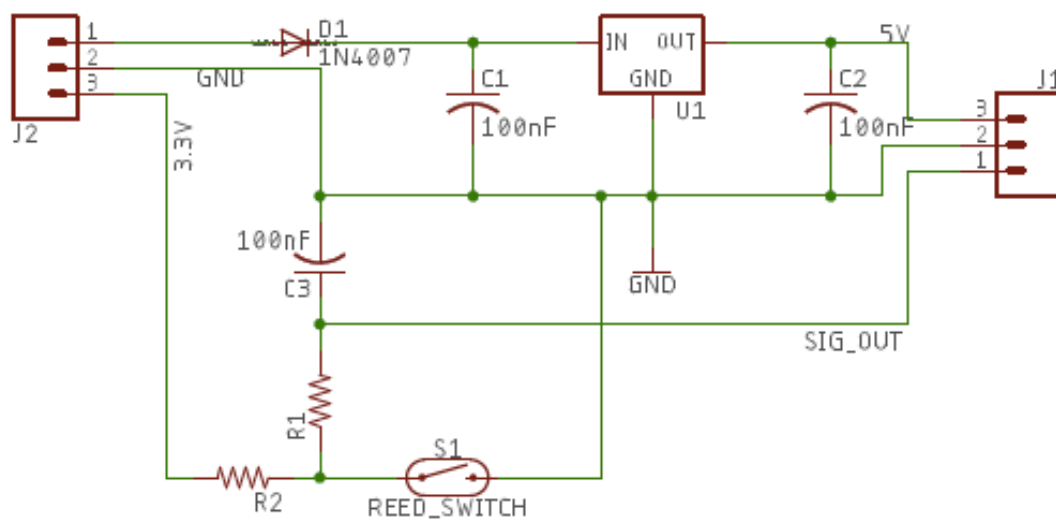 D1
1N4007
1
2
3
GND
J2
3.3V
C1
100nF
IN OUT
GND
U1
5V
C2
100nF
J1
3
2
1
100nF
C3
GND
SIG_OUT
R1
R2
S1
REED_SWITCH